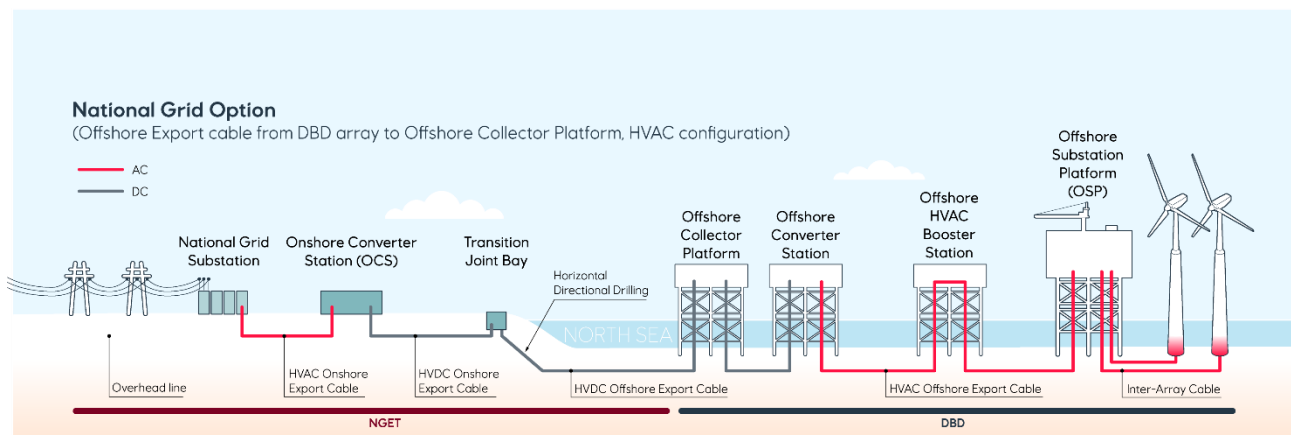 National Grid Option
(Offshore Export cable from DBD array to Offshore Collector Platform, HVAC configuration)
AC
DC
National Grid
Substation
Onshore Converter
Station (OCS)
Transition
Joint Bay
Horizontal
Directional Drilling
Offshore
Collector
Platform
Offshore
Converter
Station
Offshore
HVAC
Booster
Station
Offshore
Substation
Platform
(OSP)
NORTH SEA
Overhead line
HVAC Onshore
Export Cable
HVDC Onshore
Export Cable
HVDC Offshore Export Cable
HVAC Offshore Export Cable
Inter-Array Cable
NGET
DBD